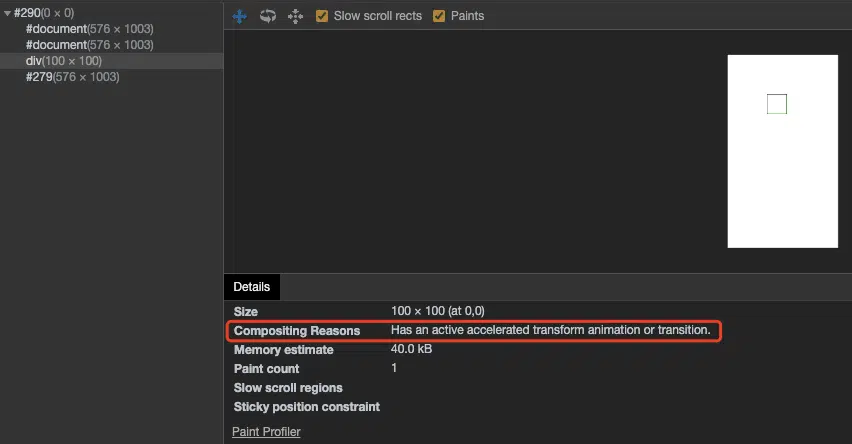 #290(0 × 0)
#document(576 × 1003)
#document(576 × 1003)
div(100 × 100)
#279(576 × 1003)
Slow scroll rects Paints
Details
Size 100 × 100 (at 0,0)
Compositing Reasons Has an active accelerated transform animation or transition.
Memory estimate 40.0 kB
Paint count 1
Slow scroll regions
Sticky position constraint
Paint Profiler